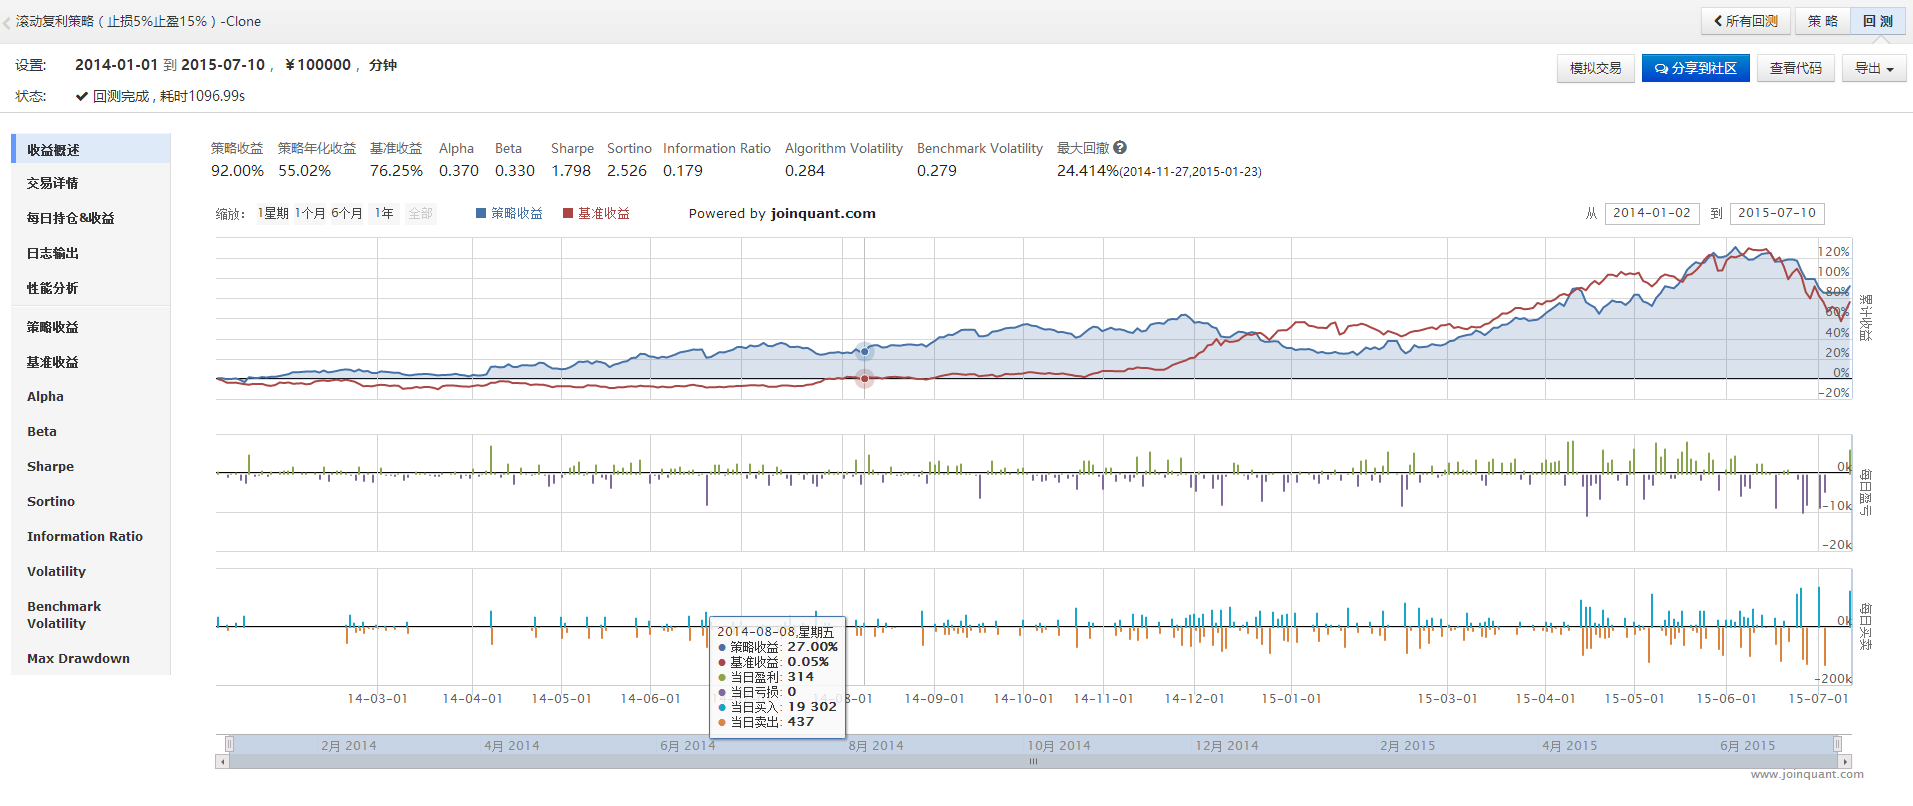 滚动复利策略（止损5%止盈15%）-Clone
所有回测 策 略 回 测
设置: 2014-01-01 到 2015-07-10， ￥100000， 分钟
模拟交易 分享到社区 查看代码 导出
状态: 回测完成 , 耗时1096.99s
收益概述
交易详情
每日持仓&收益
日志输出
性能分析
策略收益
基准收益
Alpha
Beta
Sharpe
Sortino
Information Ratio
Volatility
Benchmark
Volatility
Max Drawdown
策略收益 策略年化收益 基准收益 Alpha Beta Sharpe Sortino Information Ratio Algorithm Volatility Benchmark Volatility 最大回撤
92.00% 55.02% 76.25% 0.370 0.330 1.798 2.526 0.179 0.284 0.279 24.414%(2014-11-27,2015-01-23)
缩放: 1星期 1个月 6个月 1年 全部 策略收益 基准收益 Powered by joinquant.com 从 2014-01-02 到 2015-07-10
120%
100%
80%
60%
40%
20%
0%
-20%
累计收益
0k
-10k
-20k
每日盈亏
0k
-200k
每日买卖
2014-08-08,星期五
策略收益: 27.00%
基准收益: 0.05%
当日盈利: 314
当日亏损: 0
当日买入: 19 302
当日卖出: 437
14-03-01 14-04-01 14-05-01 14-06-01 14-08-01 14-09-01 14-10-01 14-11-01 14-12-01 15-01-01 15-03-01 15-04-01 15-05-01 15-06-01 15-07-01
2月 2014 4月 2014 6月 2014 8月 2014 10月 2014 12月 2014 2月 2015 4月 2015 6月 2015
www.joinquant.com